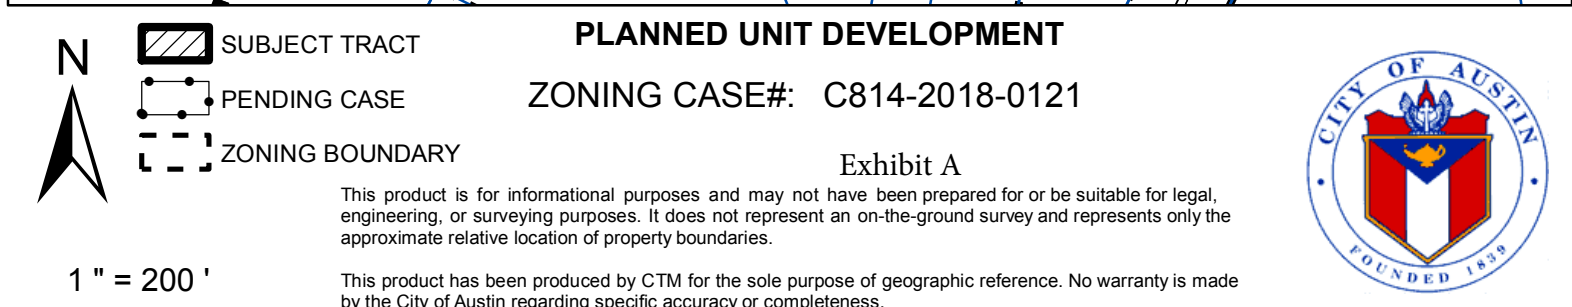 PLANNED UNIT DEVELOPMENT
ZONING CASE#: C814-2018-0121
Exhibit A
N
SUBJECT TRACT
PENDING CASE
ZONING BOUNDARY
This product is for informational purposes and may not have been prepared for or be suitable for legal,
engineering, or surveying purposes. It does not represent an on-the-ground survey and represents only the
approximate relative location of property boundaries.
1 " = 200 '
This product has been produced by CTM for the sole purpose of geographic reference. No warranty is made
by the City of Austin regarding specific accuracy or completeness.
CITY OF AUSTIN
FOUNDED 1839